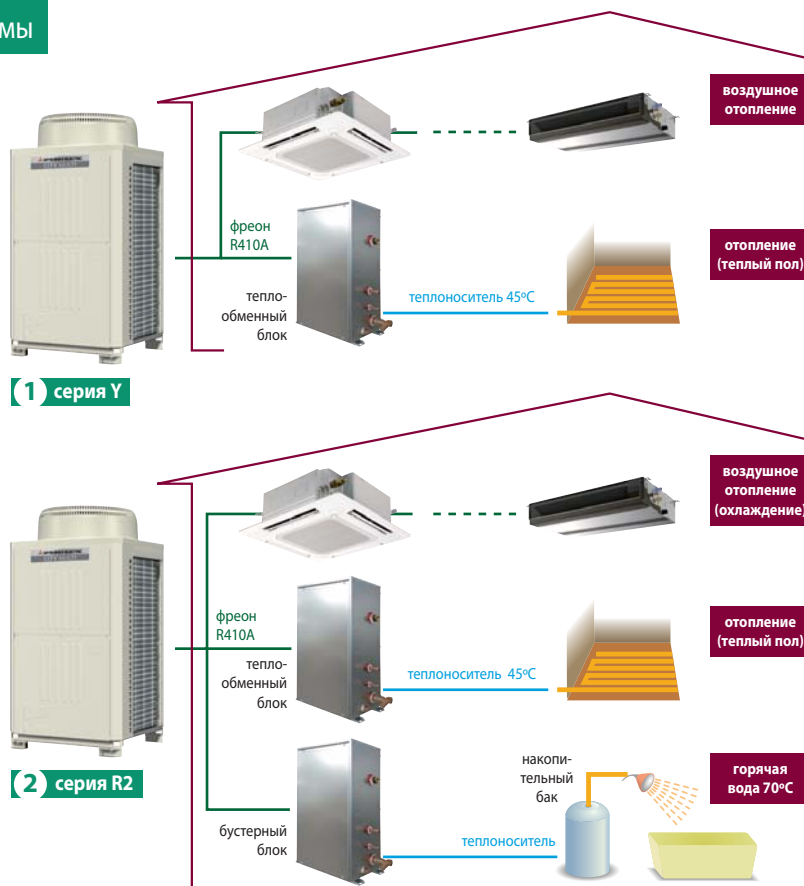 МЫ
воздушное
отопление
фреон
R410A
отопление
(теплый пол)
тепло-
обменный
блок
теплоноситель 45ºC
(1) серия Y
воздушное
отопление
(охлаждение)
фреон
R410A
отопление
(теплый пол)
тепло-
обменный
блок
теплоноситель 45ºC
(2) серия R2
накопи-
тельный
бак
горячая
вода 70ºC
бустерный
блок
теплоноситель